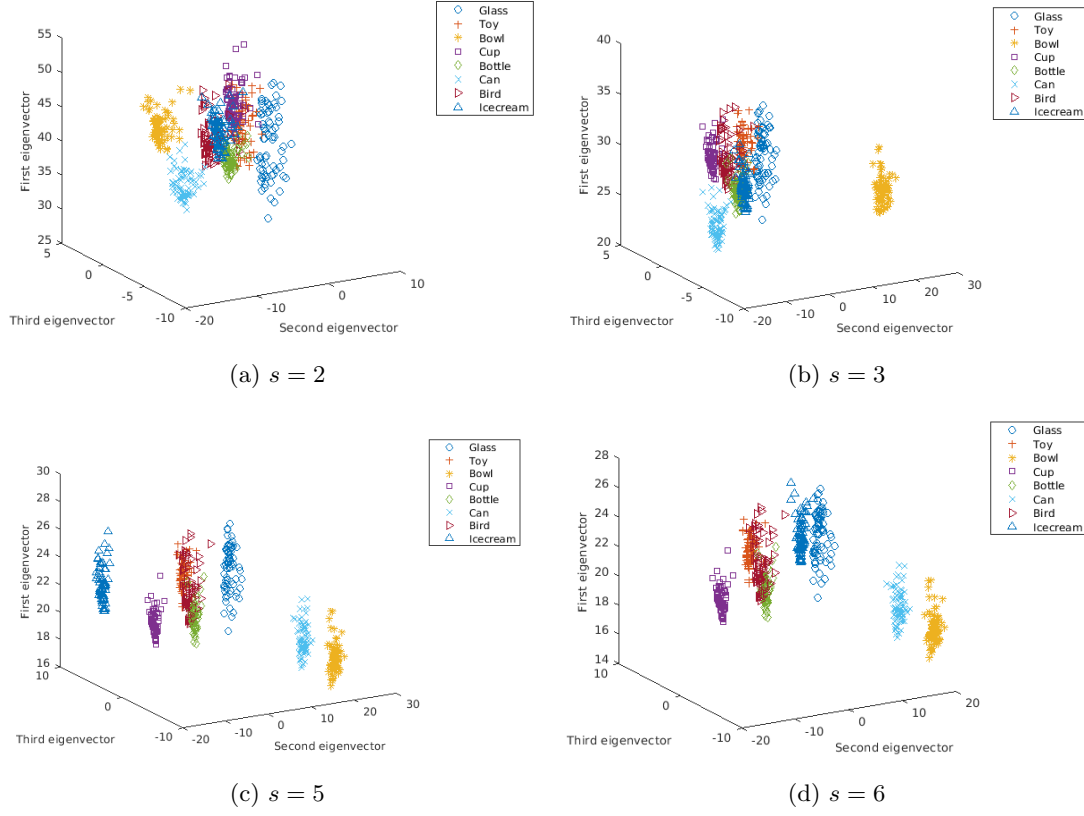 55
50
45
40
35
30
25
5
0
-5
-10
-20
-10
0
10
First eigenvector
Third eigenvector
Second eigenvector
Glass
Toy
Bowl
Cup
Bottle
Can
Bird
Icecream
(a) s = 2
40
35
30
25
20
5
0
-5
-10
-20
-10
0
10
20
30
First eigenvector
Third eigenvector
Second eigenvector
Glass
Toy
Bowl
Cup
Bottle
Can
Bird
Icecream
(b) s = 3
30
28
26
24
22
20
18
16
10
0
-10
-20
-10
0
10
20
30
First eigenvector
Third eigenvector
Second eigenvector
Glass
Toy
Bowl
Cup
Bottle
Can
Bird
Icecream
(c) s = 5
28
26
24
22
20
18
16
14
10
0
-10
-20
-10
0
10
20
First eigenvector
Third eigenvector
Second eigenvector
Glass
Toy
Bowl
Cup
Bottle
Can
Bird
Icecream
(d) s = 6